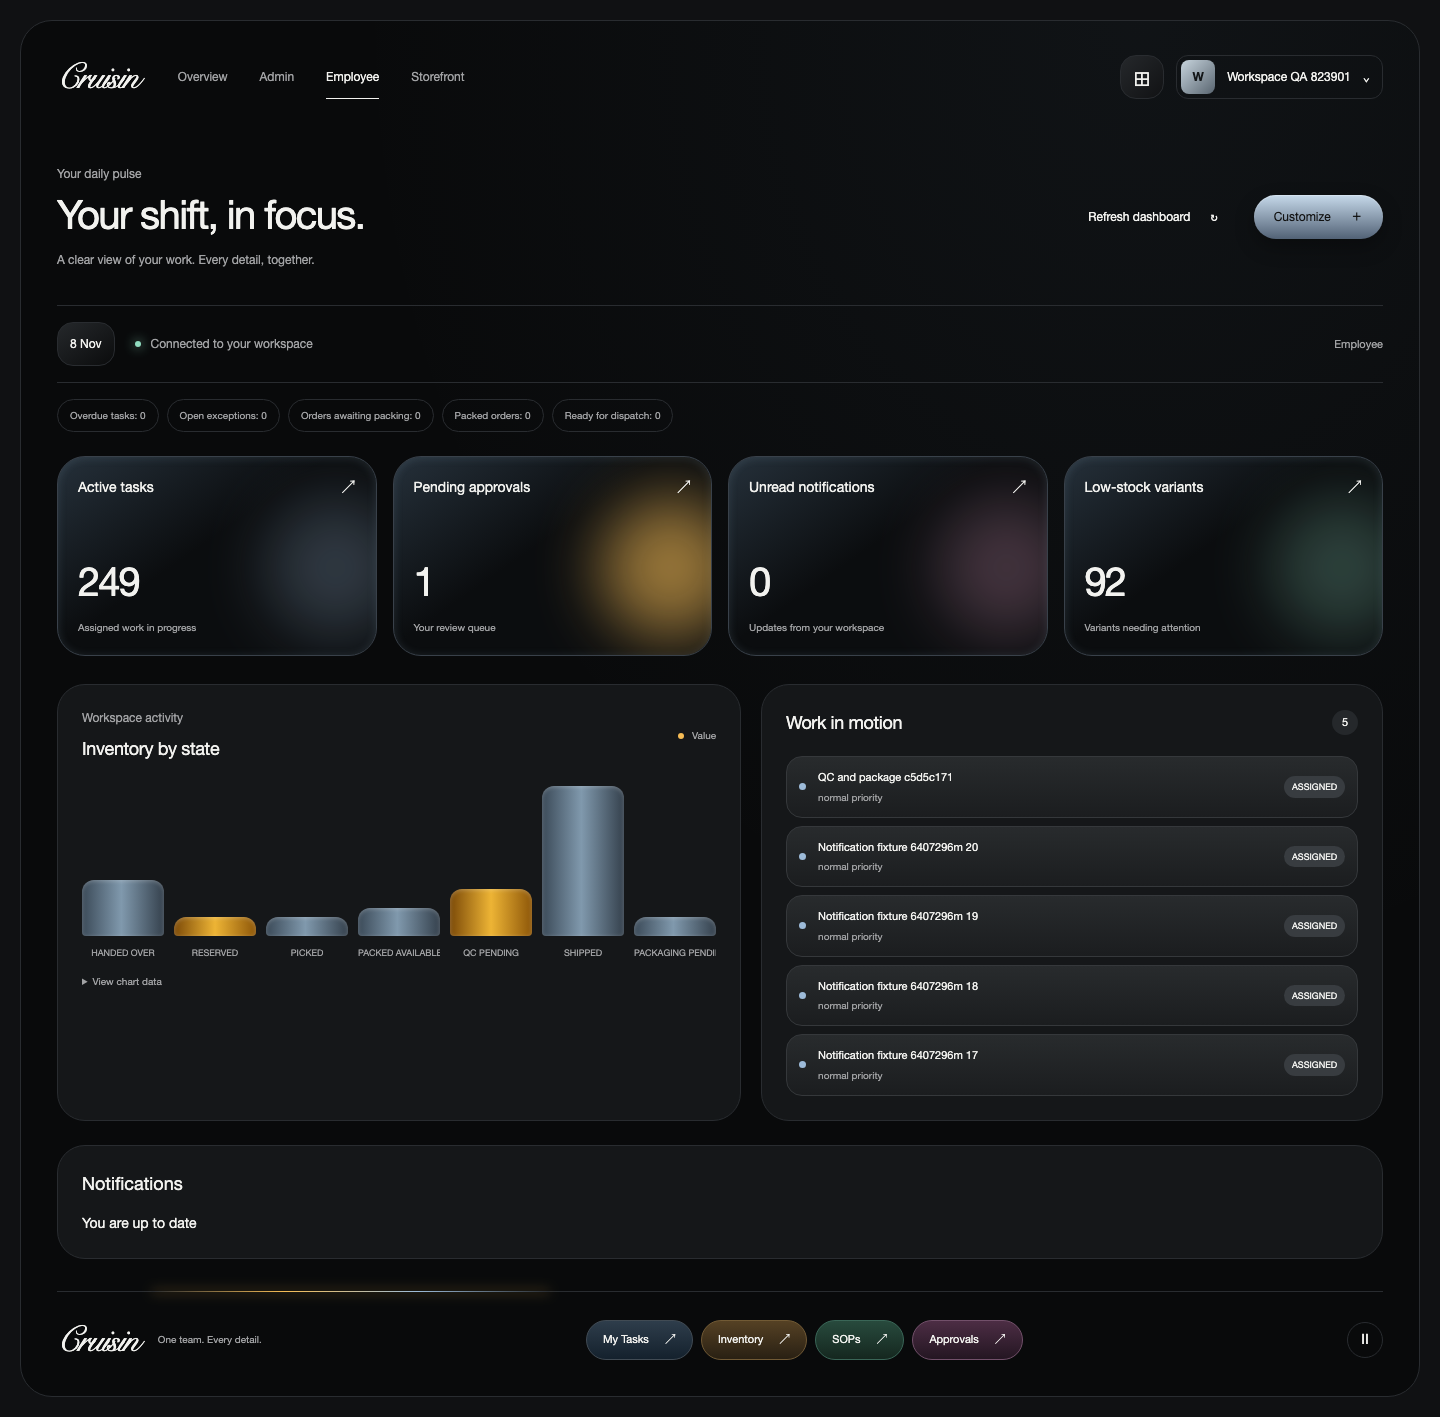 Cruisin
Overview
Admin
Employee
Storefront
W
Workspace QA 823901
Your daily pulse
Your shift, in focus.
A clear view of your work. Every detail, together.
Refresh dashboard
Customize +
8 Nov
Connected to your workspace
Employee
Overdue tasks: 0
Open exceptions: 0
Orders awaiting packing: 0
Packed orders: 0
Ready for dispatch: 0
Active tasks
249
Assigned work in progress
Pending approvals
1
Your review queue
Unread notifications
0
Updates from your workspace
Low-stock variants
92
Variants needing attention
Workspace activity
Inventory by state
Value
HANDED OVER
RESERVED
PICKED
PACKED AVAILABLE
QC PENDING
SHIPPED
PACKAGING PENDI
View chart data
Work in motion
5
QC and package c5d5c171
normal priority
ASSIGNED
Notification fixture 6407296m 20
normal priority
ASSIGNED
Notification fixture 6407296m 19
normal priority
ASSIGNED
Notification fixture 6407296m 18
normal priority
ASSIGNED
Notification fixture 6407296m 17
normal priority
ASSIGNED
Notifications
You are up to date
Cruisin
One team. Every detail.
My Tasks
Inventory
SOPs
Approvals